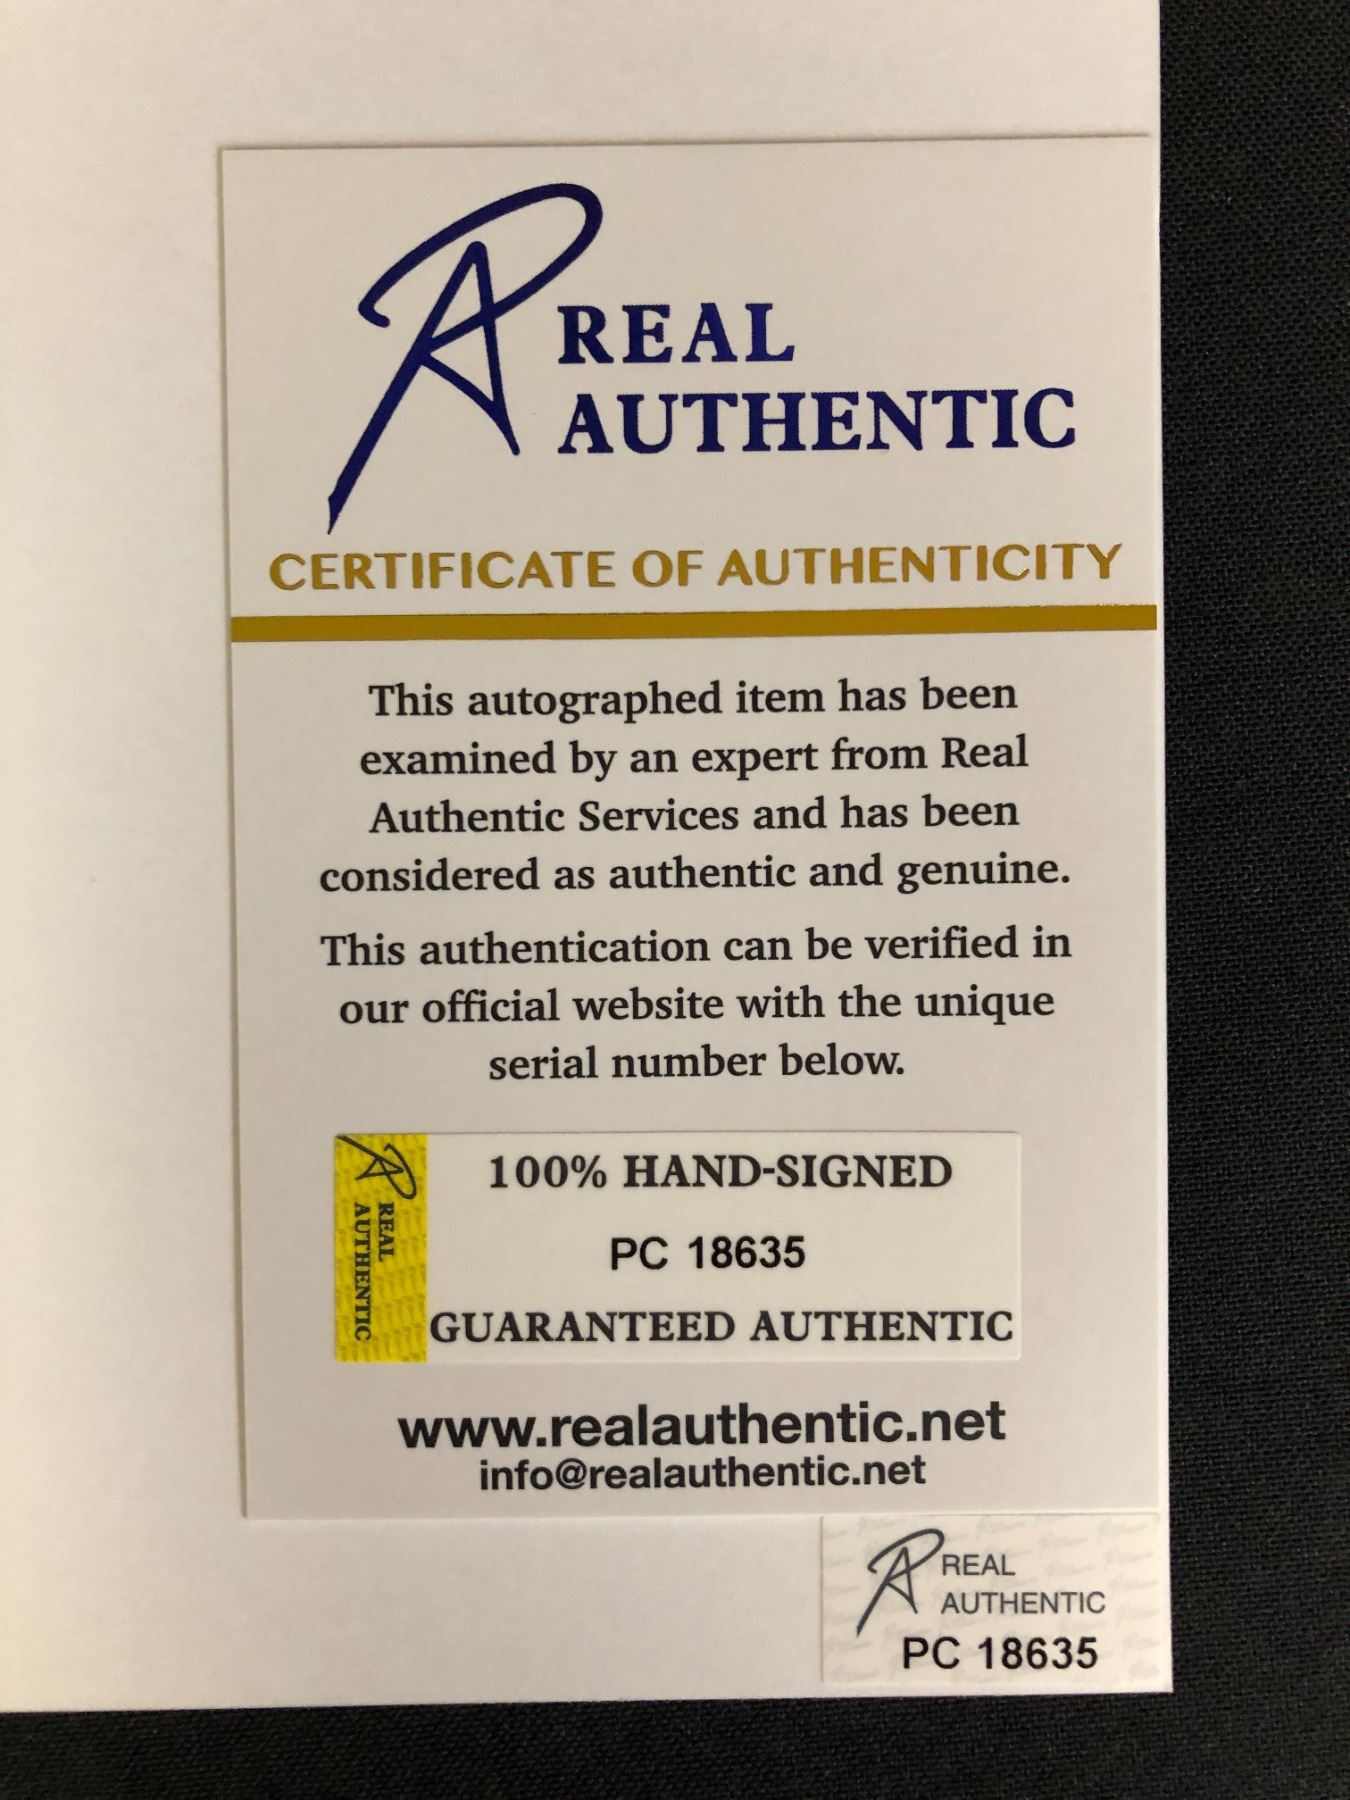 REAL
AUTHENTIC
CERTIFICATE OF AUTHENTICITY
This autographed item has been
examined by an expert from Real
Authentic Services and has been
considered as authentic and genuine.
This authentication can be verified in
our official website with the unique
serial number below.
REAL
AUTHENTIC
100% HAND-SIGNED
PC 18635
GUARANTEED AUTHENTIC
www.realauthentic.net
info@realauthentic.net
REAL
AUTHENTIC
PC 18635